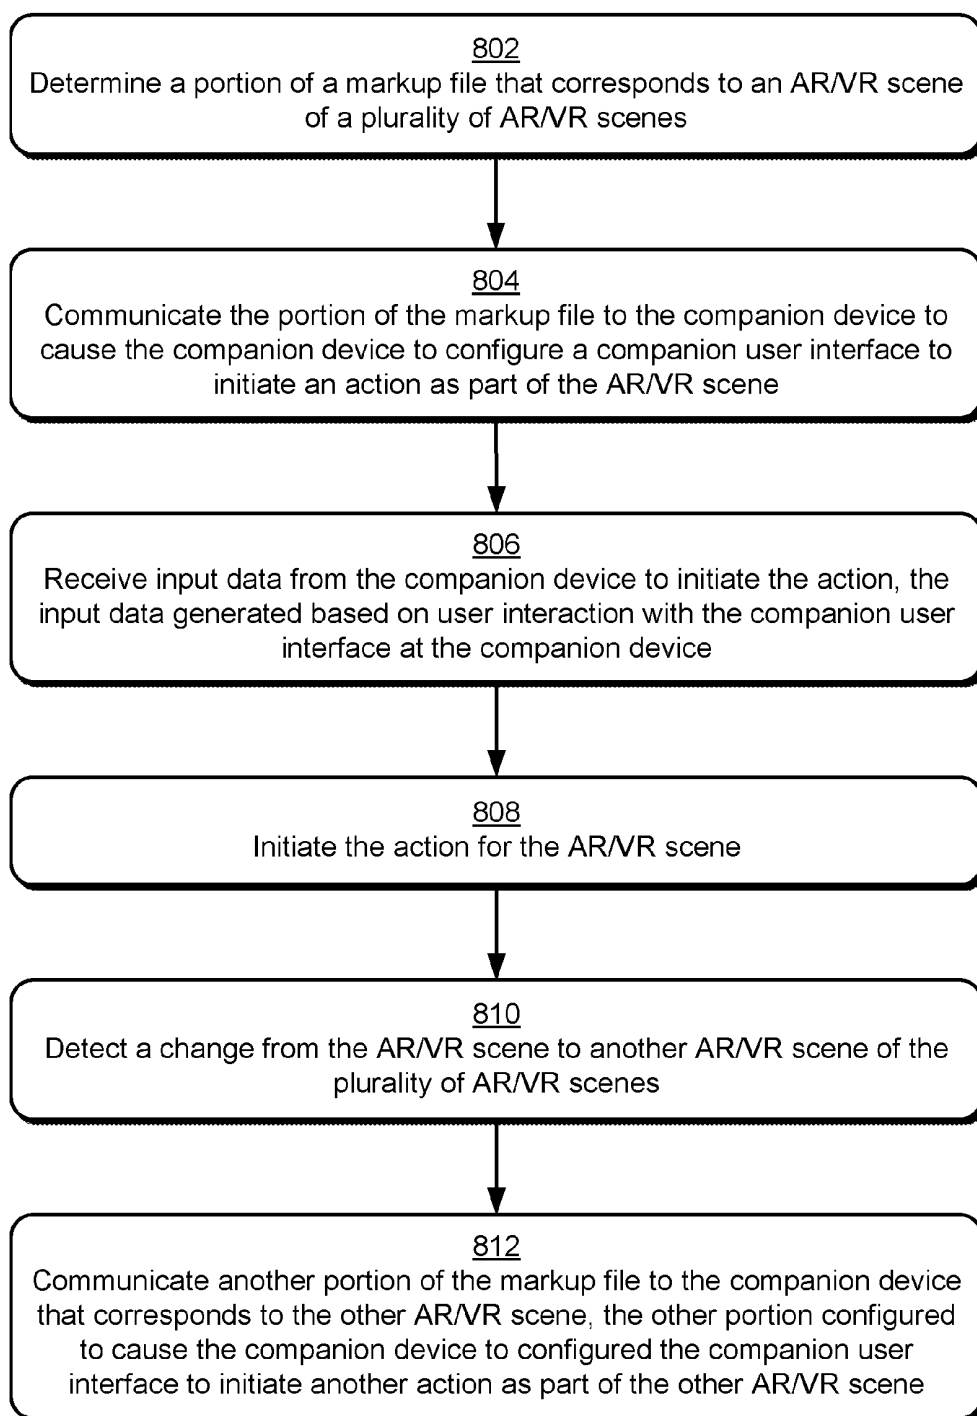 802
Determine a portion of a markup file that corresponds to an AR/VR scene
of a plurality of AR/VR scenes
804
Communicate the portion of the markup file to the companion device to
cause the companion device to configure a companion user interface to
initiate an action as part of the AR/VR scene
806
Receive input data from the companion device to initiate the action, the
input data generated based on user interaction with the companion user
interface at the companion device
808
Initiate the action for the AR/VR scene
810
Detect a change from the AR/VR scene to another AR/VR scene of the
plurality of AR/VR scenes
812
Communicate another portion of the markup file to the companion device
that corresponds to the other AR/VR scene, the other portion configured
to cause the companion device to configured the companion user
interface to initiate another action as part of the other AR/VR scene